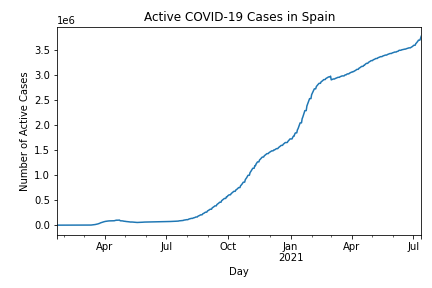 Active COVID-19 Cases in Spain
1e6
3.5
3.0
2.5
2.0
1.5
1.0
0.5
0.0
Number of Active Cases
Apr
Jul
Oct
Jan
2021
Apr
Jul
Day